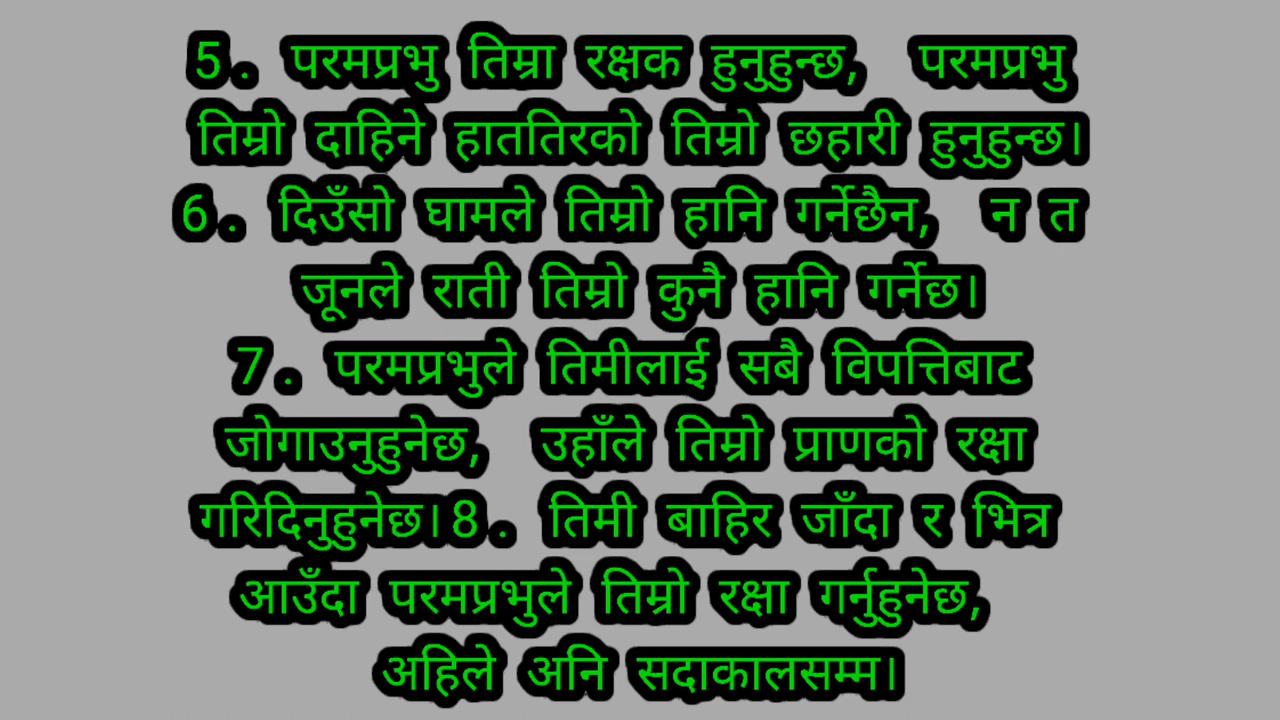 5. परमप्रभु तिम्रा रक्षक हुनुहुन्छ, परमप्रभु
तिम्रो दाहिने हाततिरको तिम्रो छहारी हुनुहुन्छ।
6. दिउँसो घामले तिम्रो हानि गर्नेछैन, न त
जूनले राती तिम्रो कुनै हानि गर्नेछ।
7. परमप्रभुले तिमीलाई सबै विपत्तिबाट
जोगाउनुहुनेछ, उहाँले तिम्रो प्राणको रक्षा
गरिदिनुहुनेछ।8. तिमी बाहिर जाँदा र भित्र
आउँदा परमप्रभुले तिम्रो रक्षा गर्नुहुनेछ,
अहिले अनि सदाकालसम्म।